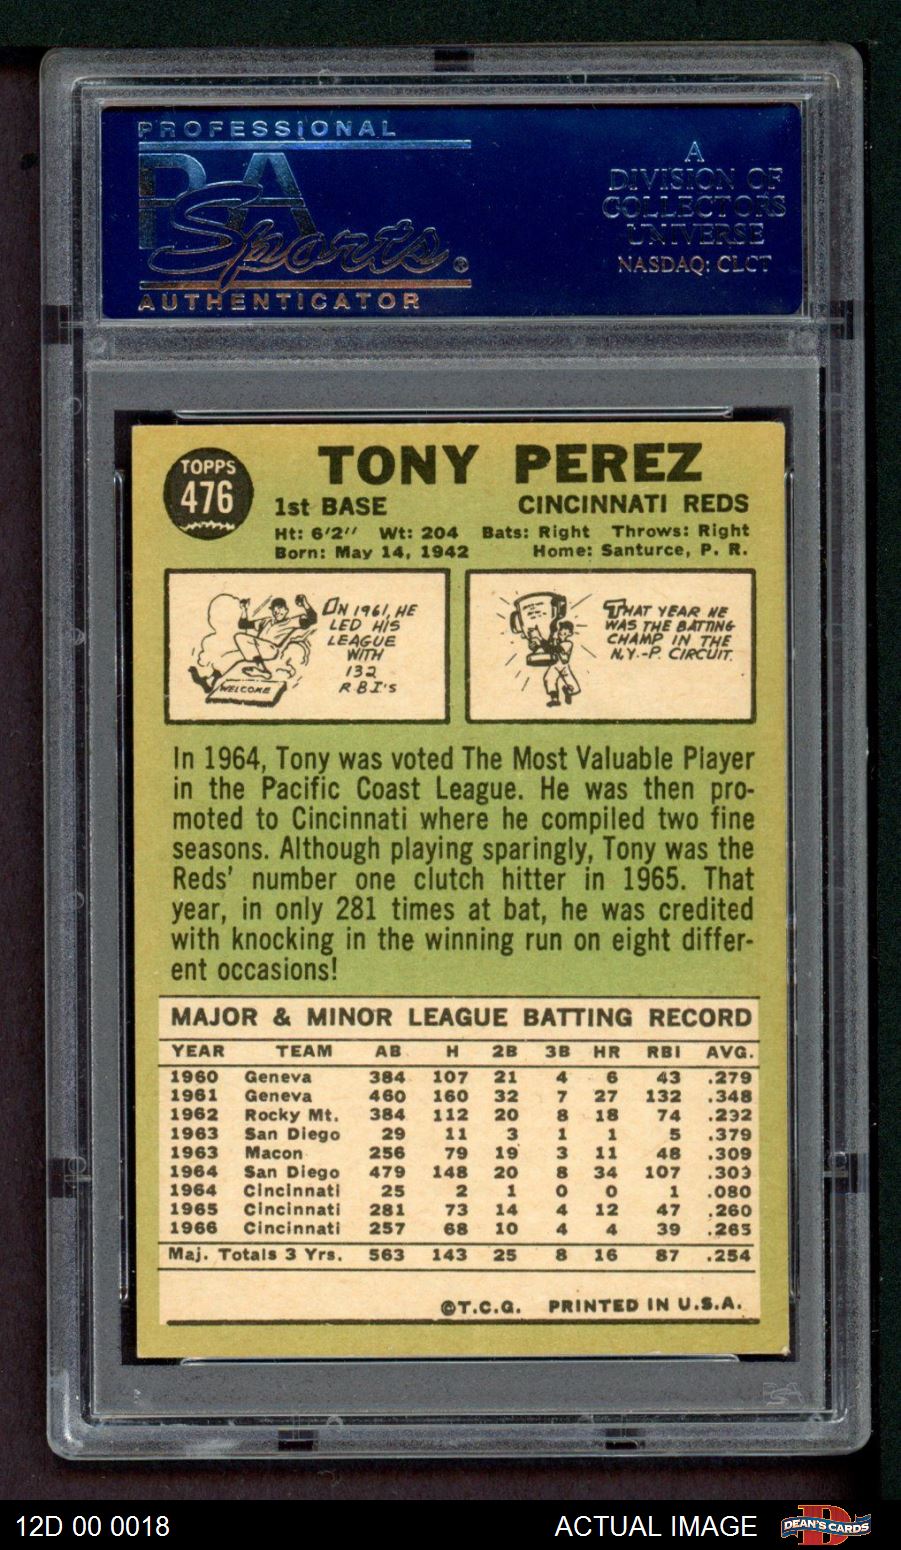 PROFESSIONAL
PSA
Sports®
AUTHENTICATOR
A
DIVISION OF
COLLECTORS
UNIVERSE
NASDAQ: CLCT
TOPPS
476
TONY PEREZ
1st BASE CINCINNATI REDS
Ht: 6'2" Wt: 204 Bats: Right Throws: Right
Born: May 14, 1942 Home: Santurce, P. R.
IN 1961, HE
LED HIS
LEAGUE
WITH
132
R.B.I.'s
WELCOME
THAT YEAR HE
WAS THE BATTING
CHAMP IN THE
N.Y.-P. CIRCUIT.
In 1964, Tony was voted The Most Valuable Player
in the Pacific Coast League. He was then pro-
moted to Cincinnati where he compiled two fine
seasons. Although playing sparingly, Tony was the
Reds' number one clutch hitter in 1965. That
year, in only 281 times at bat, he was credited
with knocking in the winning run on eight differ-
ent occasions!
MAJOR & MINOR LEAGUE BATTING RECORD
YEAR TEAM AB H 2B 3B HR RBI AVG.
1960 Geneva 384 107 21 4 6 43 .279
1961 Geneva 460 160 32 7 27 132 .348
1962 Rocky Mt. 384 112 20 8 18 74 .292
1963 San Diego 29 11 3 1 1 5 .379
1963 Macon 256 79 19 3 11 48 .309
1964 San Diego 479 148 20 8 34 107 .303
1964 Cincinnati 25 2 1 0 0 1 .080
1965 Cincinnati 281 73 14 4 12 47 .260
1966 Cincinnati 257 68 10 4 4 39 .265
Maj. Totals 3 Yrs. 563 143 25 8 16 87 .254
©T.C.G. PRINTED IN U.S.A.
PSA
12D 00 0018 ACTUAL IMAGE DEAN'S CARDS